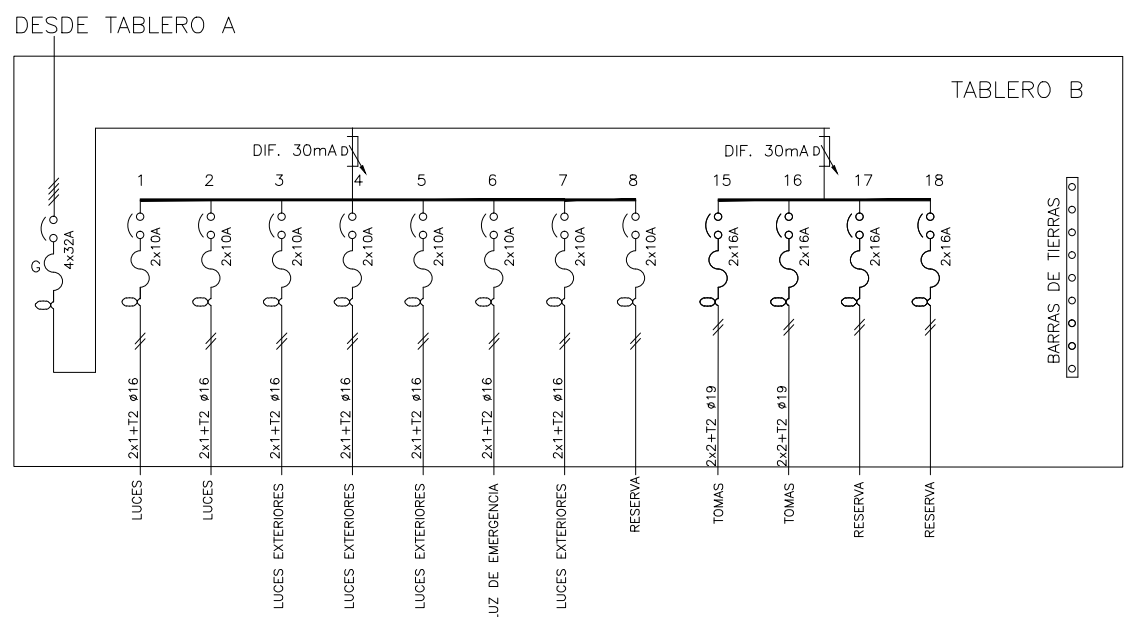 DESDE TABLERO A
TABLERO B
DIF. 30mA D
DIF. 30mA D
1 2 3 4 5 6 7 8 15 16 17 18
G
4x32A
2x10A
2x10A
2x10A
2x10A
2x10A
2x10A
2x10A
2x10A
2x16A
2x16A
2x16A
2x16A
BARRAS DE TIERRAS
2x1+T2 ø16
2x1+T2 ø16
2x1+T2 ø16
2x1+T2 ø16
2x1+T2 ø16
2x1+T2 ø16
2x1+T2 ø16
2x2+T2 ø19
2x2+T2 ø19
LUCES
LUCES
LUCES EXTERIORES
LUCES EXTERIORES
LUCES EXTERIORES
LUZ DE EMERGENCIA
LUCES EXTERIORES
RESERVA
TOMAS
TOMAS
RESERVA
RESERVA